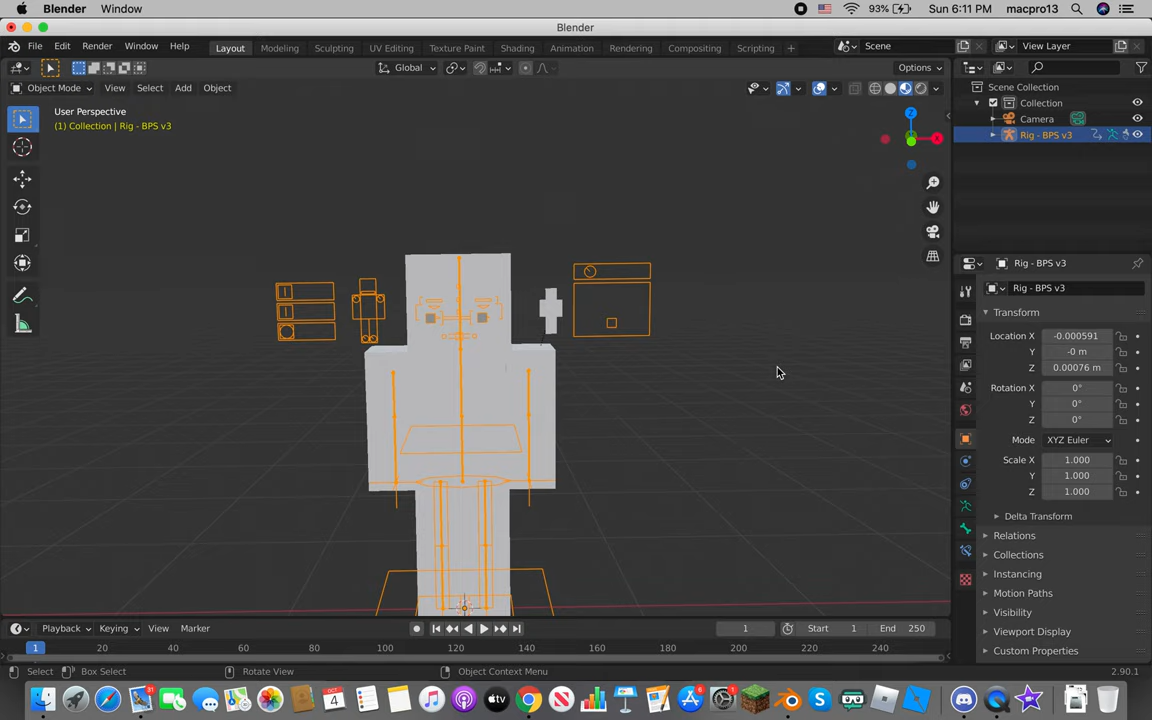 Blender Window 93% Sun 6:11 PM macpro13
Blender
File Edit Render Window Help Layout Modeling Sculpting UV Editing Texture Paint Shading Animation Rendering Compositing Scripting + Scene View Layer
Global Options
Object Mode View Select Add Object
Scene Collection
Collection
Camera
Rig - BPS v3
User Perspective
(1) Collection | Rig - BPS v3
Z
X
Rig - BPS v3
Rig - BPS v3
Transform
Location X -0.000591
Y -0 m
Z 0.00076 m
Rotation X 0°
Y 0°
Z 0°
Mode XYZ Euler
Scale X 1.000
Y 1.000
Z 1.000
Delta Transform
Relations
Collections
Instancing
Motion Paths
Visibility
Viewport Display
Custom Properties
Playback Keying View Marker 1 Start 1 End 250
1 20 40 60 80 100 120 140 160 180 200 220 240
Select Box Select Rotate View Object Context Menu 2.90.1
31 OCT 4 6 1